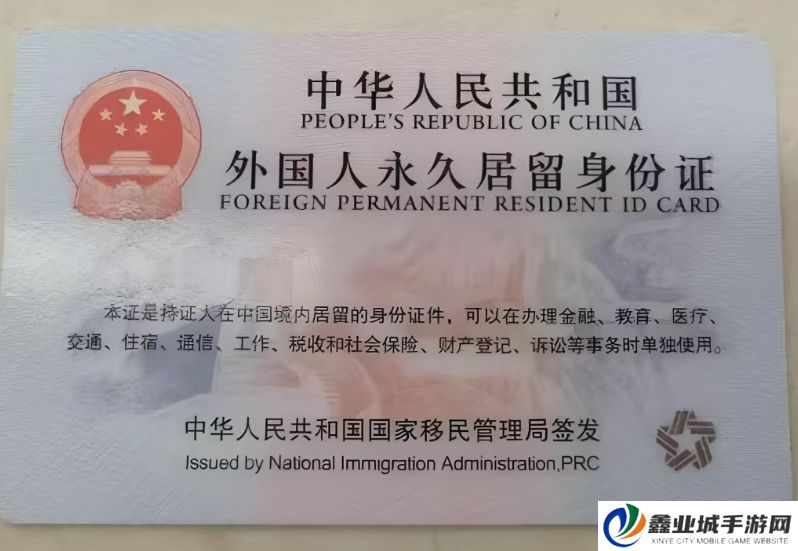 中华人民共和国
PEOPLE'S REPUBLIC OF CHINA
外国人永久居留身份证
FOREIGN PERMANENT RESIDENT ID CARD
本证是持证人在中国境内居留的身份证件，可以在办理金融、教育、医疗、
交通、住宿、通信、工作、税收和社会保险、财产登记、诉讼等事务时单独使用。
中华人民共和国国家移民管理局签发
Issued by National Immigration Administration,PRC
鑫业城手游网
XINYE CITY MOBILE GAME WEBSITE